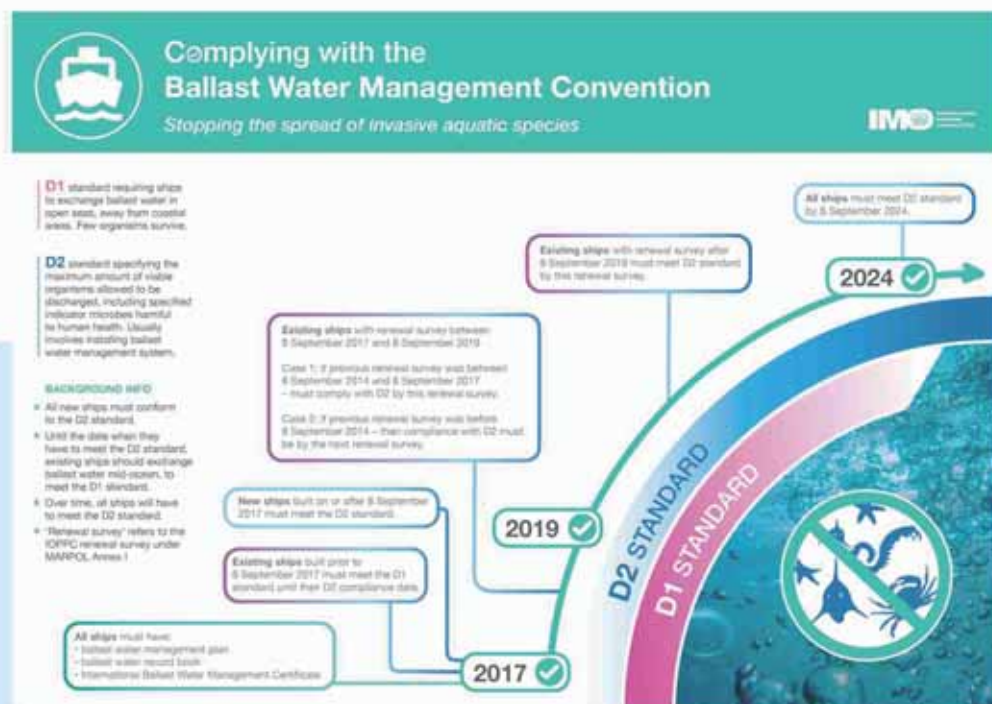 Complying with the
Ballast Water Management Convention
Stopping the spread of invasive aquatic species
IMO
D1 standard requiring ships
to exchange ballast water in
open seas, away from coastal
areas. Few organisms survive.
D2 standard specifying the
maximum amount of viable
organisms allowed to be
discharged, including specified
indicator microbes harmful
to human health. Usually
involves installing ballast
water management system.
BACKGROUND INFO
All new ships must conform
to the D2 standard.
Until the date when they
have to meet the D2 standard,
existing ships should exchange
ballast water mid-ocean, to
meet the D1 standard.
Over time, all ships will have
to meet the D2 standard.
"Renewal survey" refers to the
IOPPC renewal survey under
MARPOL Annex I
All ships must meet D2 standard
by 8 September 2024.
2024
Existing ships with renewal survey after
8 September 2019 must meet D2 standard
by this renewal survey.
Existing ships with renewal survey between
8 September 2017 and 8 September 2019
Case 1: if previous renewal survey was between
8 September 2014 and 8 September 2017
– must comply with D2 by this renewal survey.
Case 2: if previous renewal survey was before
8 September 2014 – then compliance with D2 must
be by the next renewal survey.
2019
New ships built on or after 8 September
2017 must meet the D2 standard.
Existing ships built prior to
8 September 2017 must meet the D1
standard until their D2 compliance date.
All ships must have:
• ballast water management plan
• ballast water record book
• International Ballast Water Management Certificate
2017
D2 STANDARD
D1 STANDARD